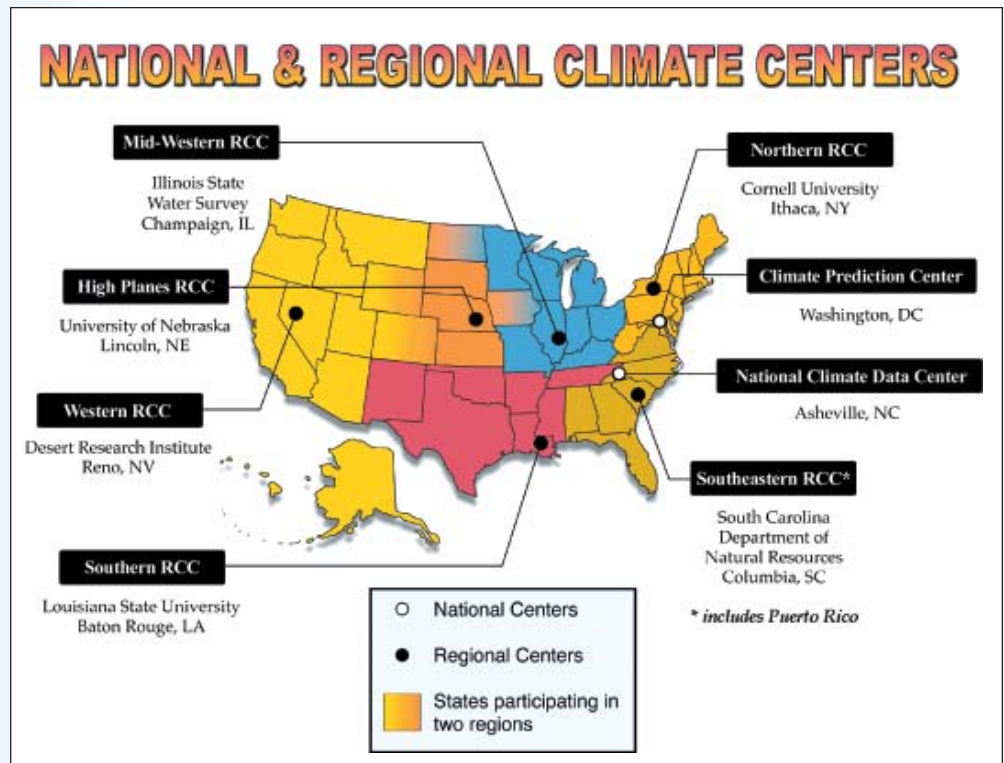 NATIONAL & REGIONAL CLIMATE CENTERS
Mid-Western RCC
Illinois State
Water Survey
Champaign, IL
High Planes RCC
University of Nebraska
Lincoln, NE
Western RCC
Desert Research Institute
Reno, NV
Southern RCC
Louisiana State University
Baton Rouge, LA
Northern RCC
Cornell University
Ithaca, NY
Climate Prediction Center
Washington, DC
National Climate Data Center
Asheville, NC
Southeastern RCC*
South Carolina
Department of
Natural Resources
Columbia, SC
* includes Puerto Rico
National Centers
Regional Centers
States participating in
two regions